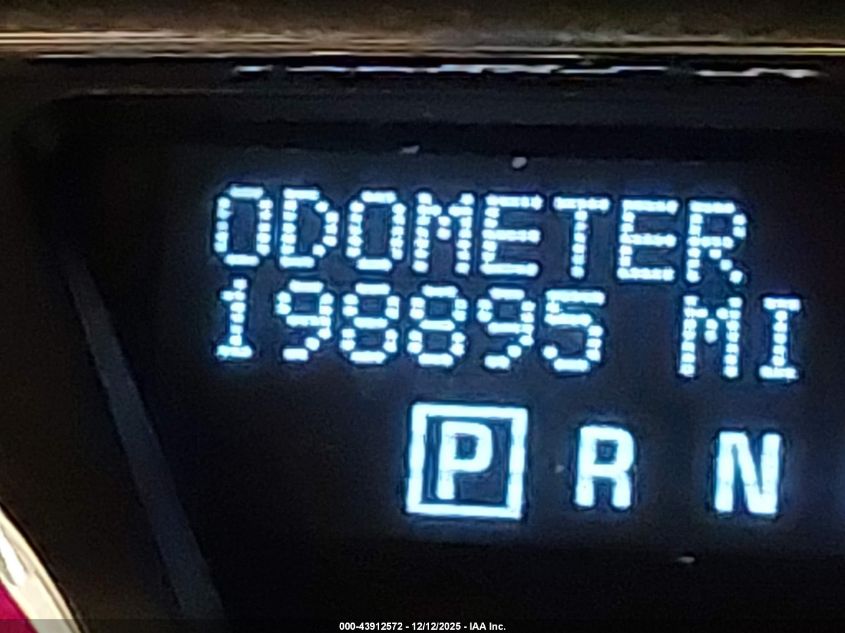 ODOMETER
198895 MI
P R N
000-43912572 - 12/12/2025 - IAA Inc.